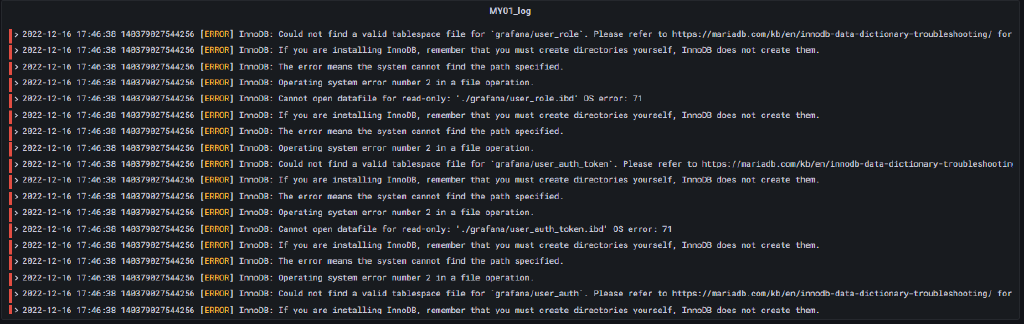 MY01_log
> 2022-12-16 17:46:38 140379027544256 [ERROR] InnoDB: Could not find a valid tablespace file for `grafana/user_role`. Please refer to https://mariadb.com/kb/en/innodb-data-dictionary-troubleshooting/ for
> 2022-12-16 17:46:38 140379027544256 [ERROR] InnoDB: If you are installing InnoDB, remember that you must create directories yourself, InnoDB does not create them.
> 2022-12-16 17:46:38 140379027544256 [ERROR] InnoDB: The error means the system cannot find the path specified.
> 2022-12-16 17:46:38 140379027544256 [ERROR] InnoDB: Operating system error number 2 in a file operation.
> 2022-12-16 17:46:38 140379027544256 [ERROR] InnoDB: Cannot open datafile for read-only: './grafana/user_role.ibd' OS error: 71
> 2022-12-16 17:46:38 140379027544256 [ERROR] InnoDB: If you are installing InnoDB, remember that you must create directories yourself, InnoDB does not create them.
> 2022-12-16 17:46:38 140379027544256 [ERROR] InnoDB: The error means the system cannot find the path specified.
> 2022-12-16 17:46:38 140379027544256 [ERROR] InnoDB: Operating system error number 2 in a file operation.
> 2022-12-16 17:46:38 140379027544256 [ERROR] InnoDB: Could not find a valid tablespace file for `grafana/user_auth_token`. Please refer to https://mariadb.com/kb/en/innodb-data-dictionary-troubleshootin
> 2022-12-16 17:46:38 140379027544256 [ERROR] InnoDB: If you are installing InnoDB, remember that you must create directories yourself, InnoDB does not create them.
> 2022-12-16 17:46:38 140379027544256 [ERROR] InnoDB: The error means the system cannot find the path specified.
> 2022-12-16 17:46:38 140379027544256 [ERROR] InnoDB: Operating system error number 2 in a file operation.
> 2022-12-16 17:46:38 140379027544256 [ERROR] InnoDB: Cannot open datafile for read-only: './grafana/user_auth_token.ibd' OS error: 71
> 2022-12-16 17:46:38 140379027544256 [ERROR] InnoDB: If you are installing InnoDB, remember that you must create directories yourself, InnoDB does not create them.
> 2022-12-16 17:46:38 140379027544256 [ERROR] InnoDB: The error means the system cannot find the path specified.
> 2022-12-16 17:46:38 140379027544256 [ERROR] InnoDB: Operating system error number 2 in a file operation.
> 2022-12-16 17:46:38 140379027544256 [ERROR] InnoDB: Could not find a valid tablespace file for `grafana/user_auth`. Please refer to https://mariadb.com/kb/en/innodb-data-dictionary-troubleshooting/ for
> 2022-12-16 17:46:38 140379027544256 [ERROR] InnoDB: If you are installing InnoDB, remember that you must create directories yourself, InnoDB does not create them.